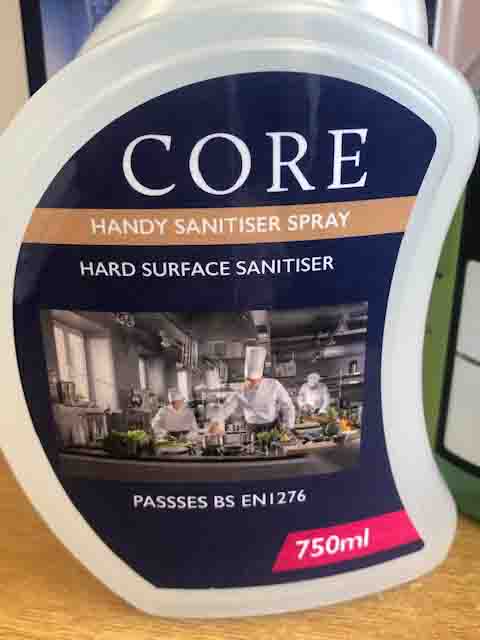 CORE
HANDY SANITISER SPRAY
HARD SURFACE SANITISER
PASSSES BS EN1276
750ml